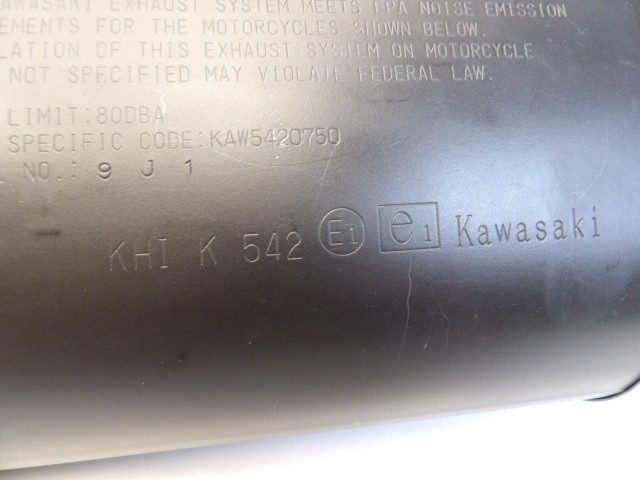 KAWASAKI EXHAUST SYSTEM MEETS EPA NOISE EMISSION
EMENTS FOR THE MOTORCYCLES SHOWN BELOW.
LATION OF THIS EXHAUST SYSTEM ON MOTORCYCLE
NOT SPECIFIED MAY VIOLATE FEDERAL LAW.
LIMIT:80DBA
SPECIFIC CODE:KAW5420750
L NO.: 9 J 1
KHI K 542 E1 e1 Kawasaki